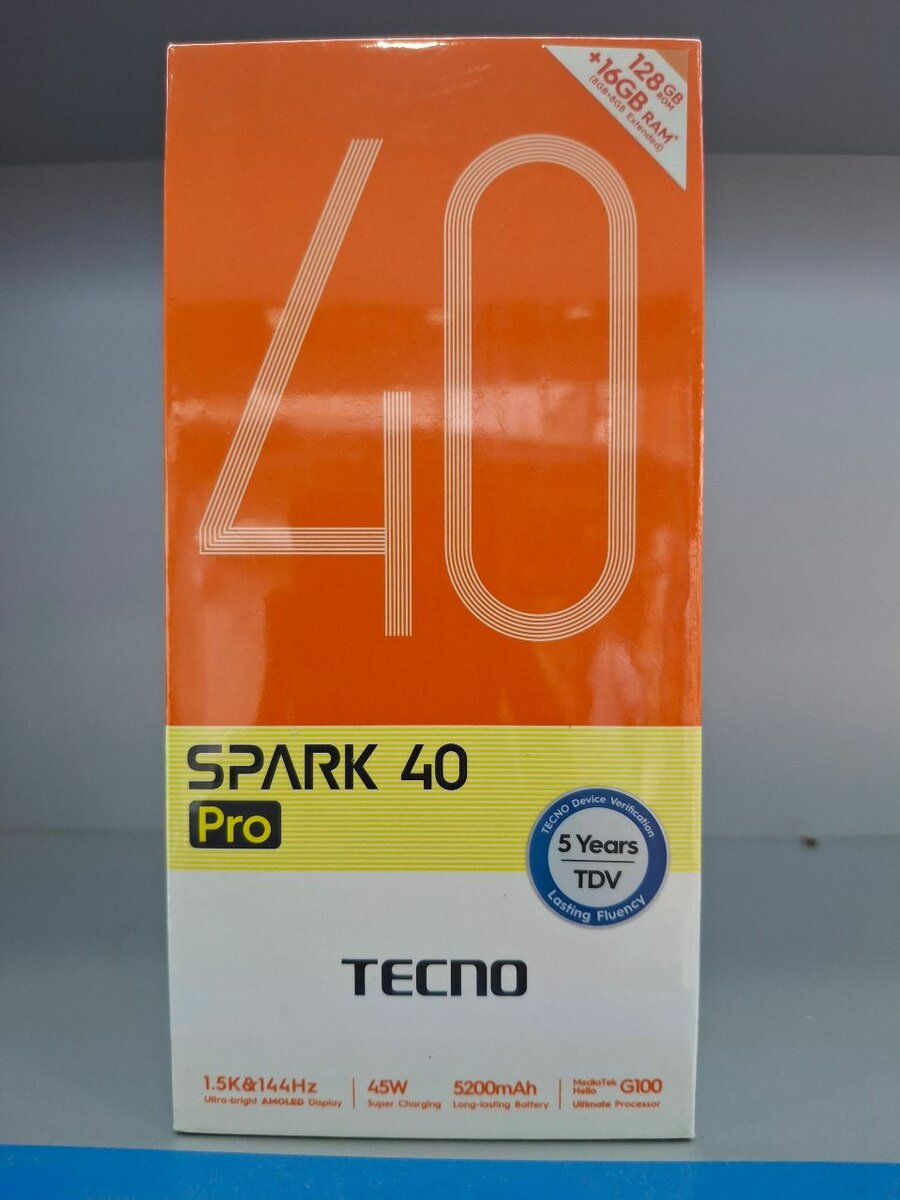 128GB ROM
+16GB RAM*
(8GB+8GB Extended)
40
SPARK 40
Pro
TECNO Device Verification
5 Years
TDV
Lasting Fluency
TECNO
1.5K&144Hz
Ultra-bright AMOLED Display
45W
Super Charging
5200mAh
Long-lasting Battery
MediaTek Helio G100
Ultimate Processor